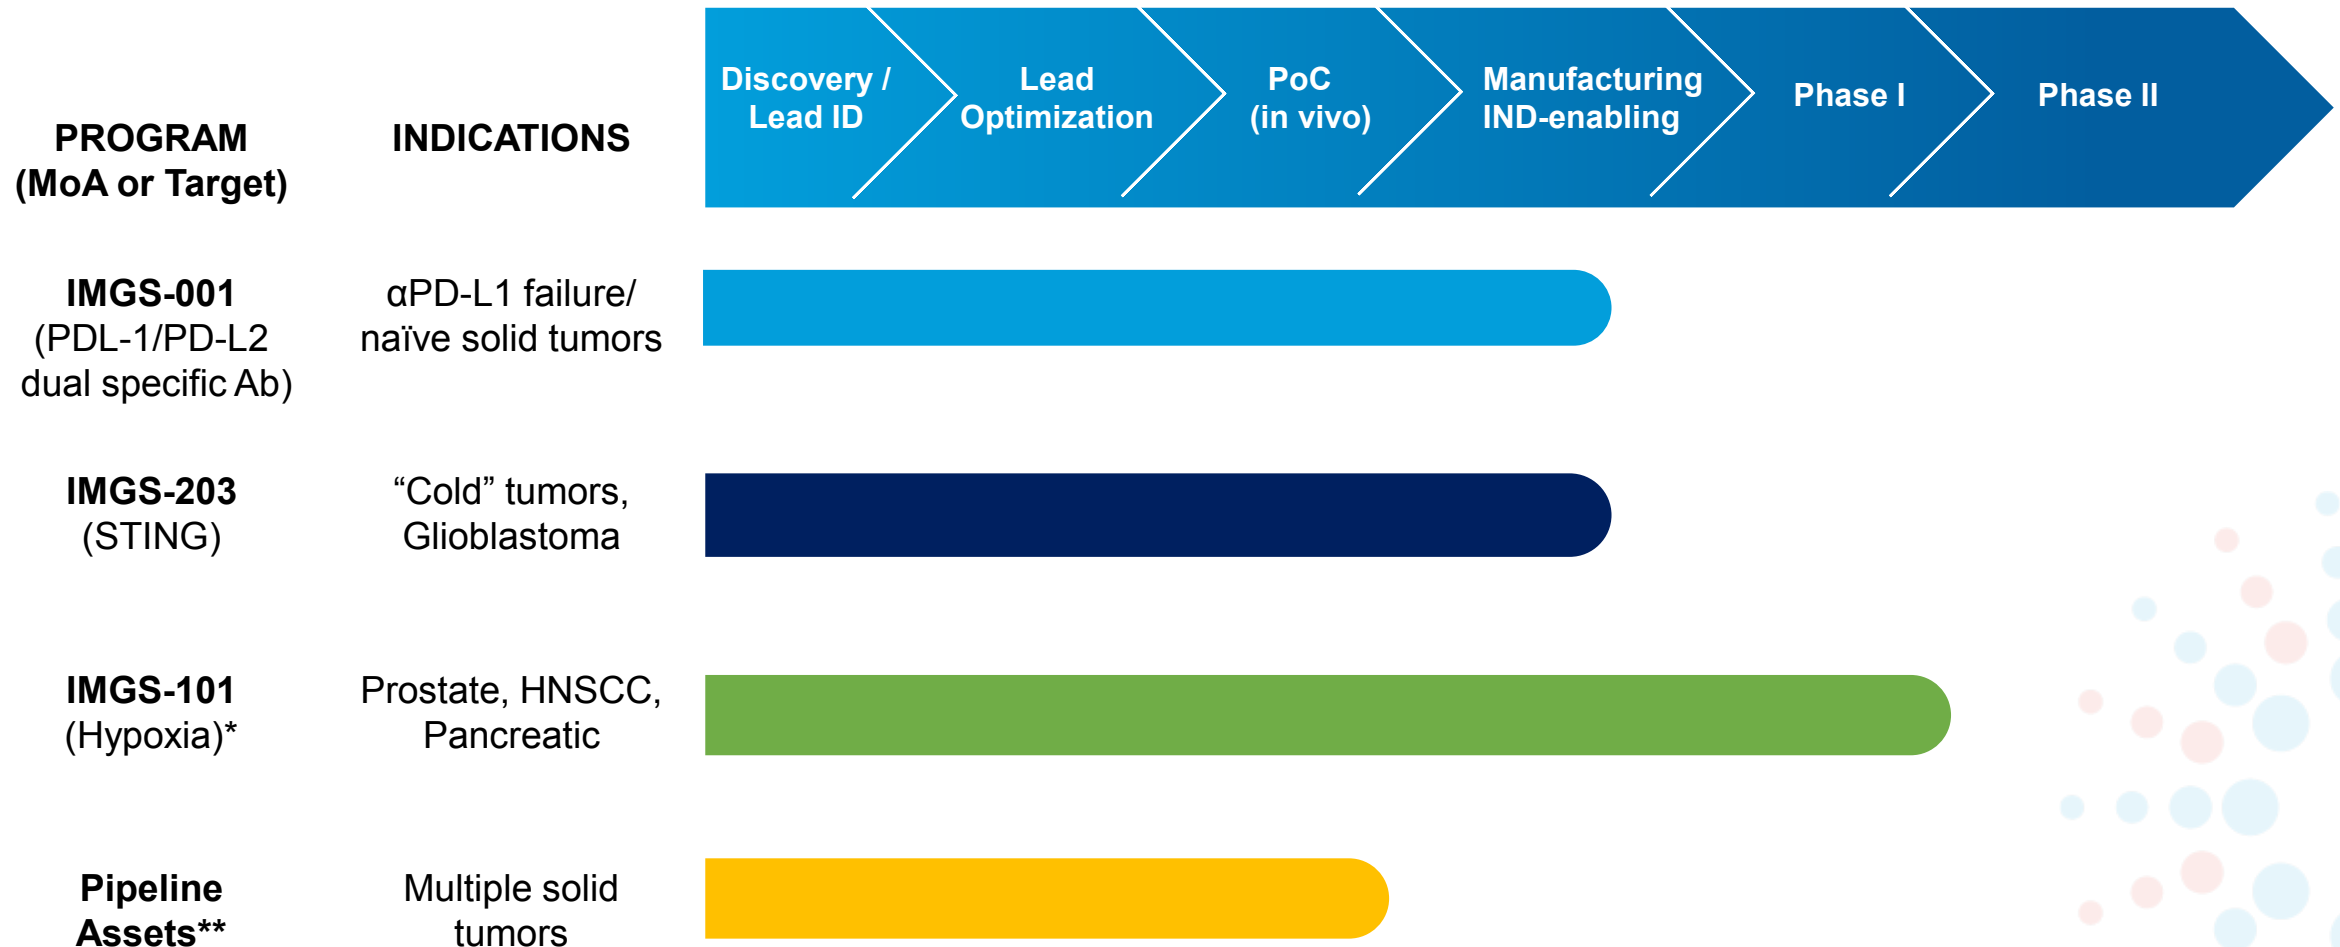 PROGRAM
(MoA or Target)
INDICATIONS
Discovery /
Lead ID
Lead
Optimization
PoC
(in vivo)
Manufacturing
IND-enabling
Phase I
Phase II
IMGS-001
(PDL-1/PD-L2
dual specific Ab)
αPD-L1 failure/
naïve solid tumors
IMGS-203
(STING)
“Cold” tumors,
Glioblastoma
IMGS-101
(Hypoxia)*
Prostate, HNSCC,
Pancreatic
Pipeline
Assets**
Multiple solid
tumors